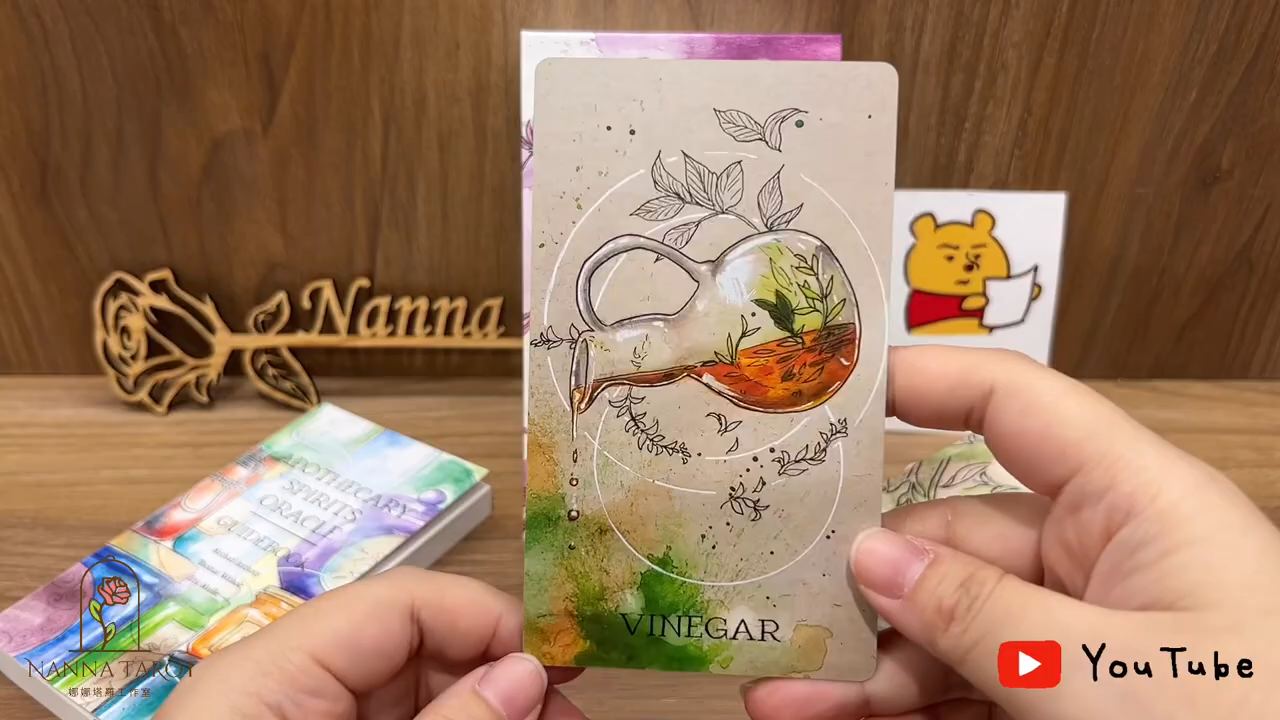 Nanna
VINEGAR
APOTHECARY
SPIRITS
ORACLE
GUIDEBOOK
NANNA TAROT
娜娜塔羅工作室
YouTube